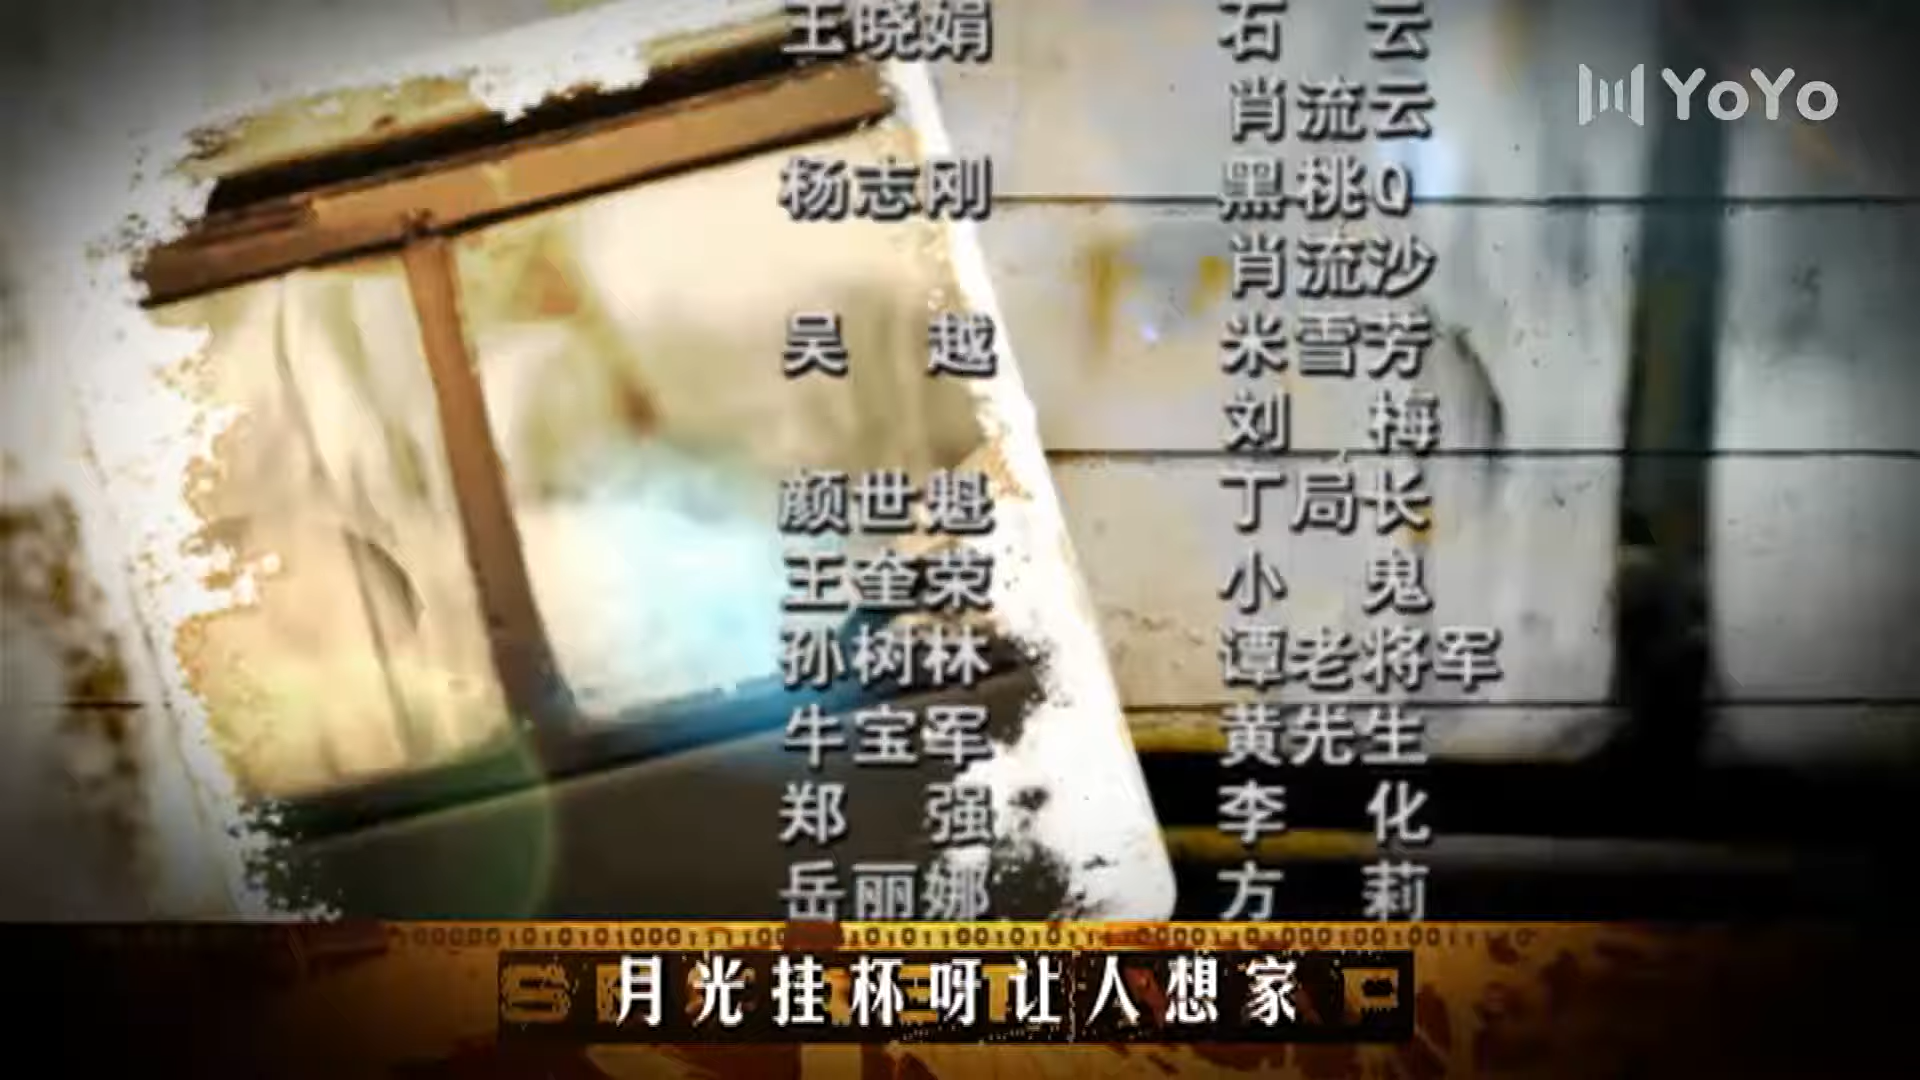 王晓娟 石云
肖流云
YoYo
杨志刚 黑桃Q
肖流沙
吴越 米雪芳
刘梅
颜世魁 丁局长
王奎荣 小鬼
孙树林 谭老将军
牛宝军 黄先生
郑强 李化
岳丽娜 方莉
月光挂杯呀让人想家